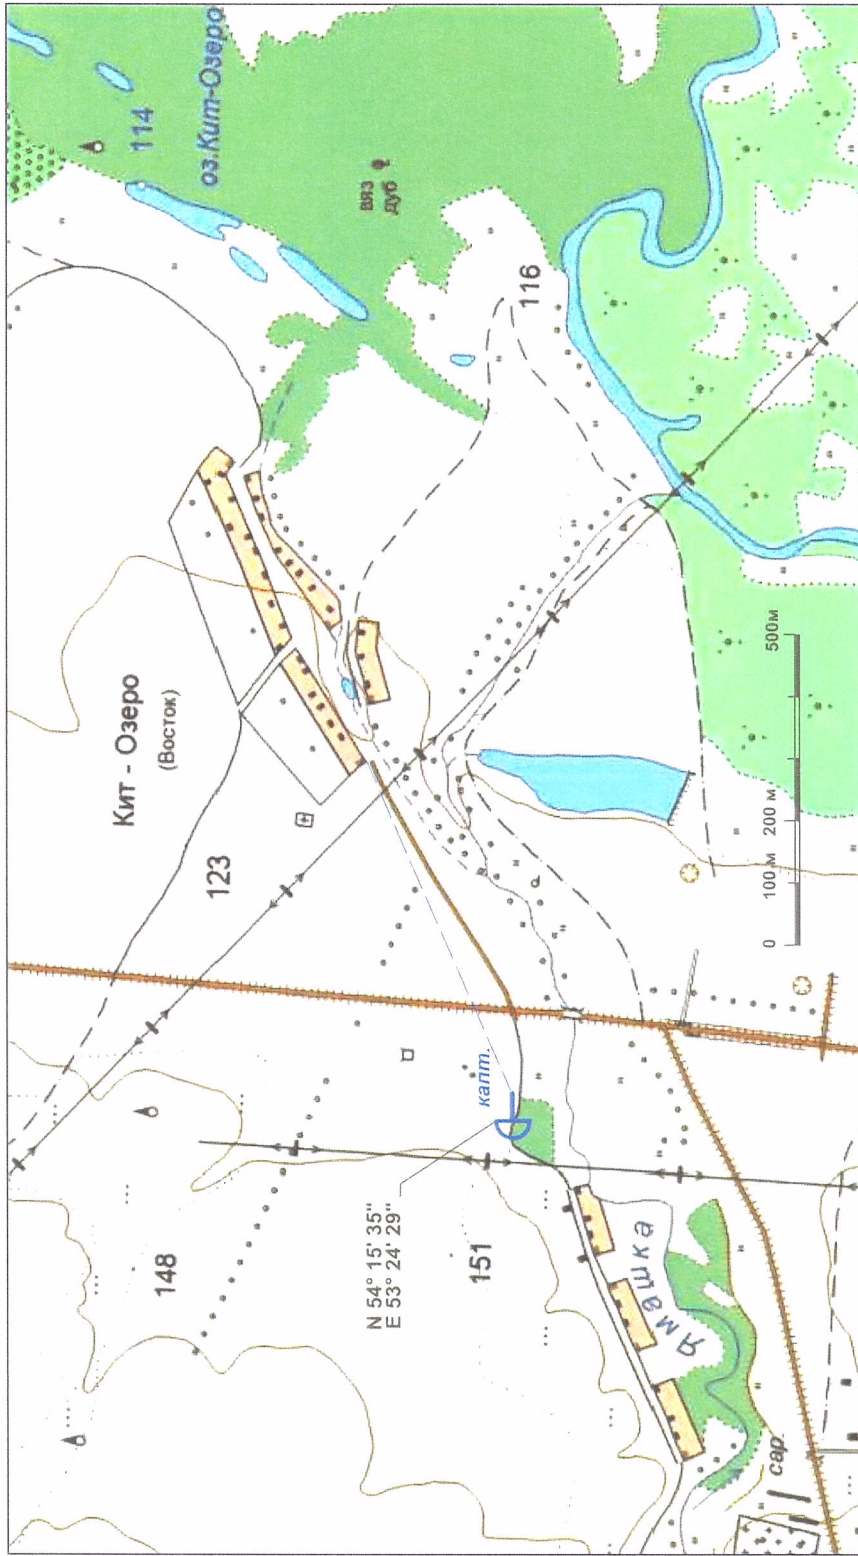 148
N 54° 15' 35"
E 53° 24' 29"
151
Ямашка
сар.
капт.
123
Кит - Озеро
(Восток)
0
100 м
200 м
500м
116
114
оз.Кит-Озеро
вяз
дуб